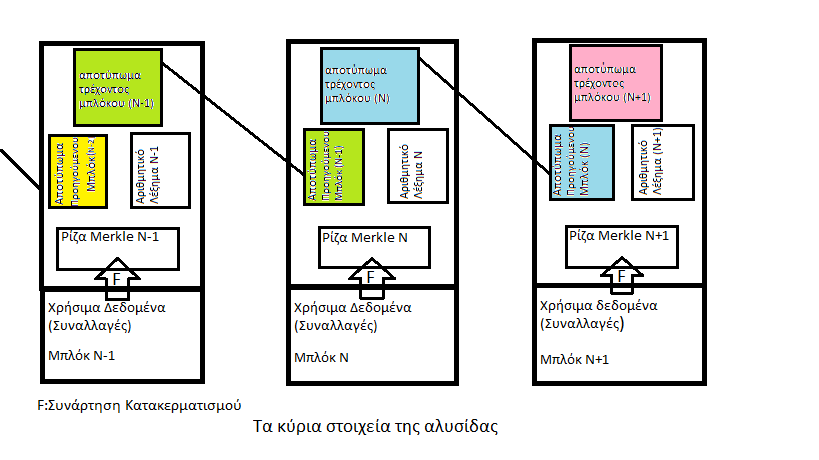 αποτύπωμα
τρέχοντος
μπλόκου (Ν-1)
Αποτύπωμα
Προηγούμενου
Μπλόκ(Ν-2)
Αριθμητικό
Λέξημα Ν-1
Ρίζα Merkle N-1
F
Χρήσιμα Δεδομένα
(Συναλλαγές)
Μπλόκ Ν-1
αποτύπωμα
τρέχοντος
μπλόκου (Ν)
Αποτύπωμα
Προηγούμενου
Μπλόκ (Ν+1)
Αριθμητικό
Λέξημα Ν
Ρίζα Merkle N
F
Χρήσιμα Δεδομένα
(Συναλλαγές)
Μπλόκ Ν
αποτύπωμα
τρέχοντος
μπλόκου (Ν+1)
Αποτύπωμα
Προηγούμενου
Μπλόκ (Ν)
Αριθμητικό
Λέξημα (Ν+1)
Ρίζα Merkle N+1
F
Χρήσιμα δεδομένα
(Συναλλαγές)
Μπλόκ Ν+1
F:Συνάρτηση Κατακερματισμού
Τα κύρια στοιχεία της αλυσίδας